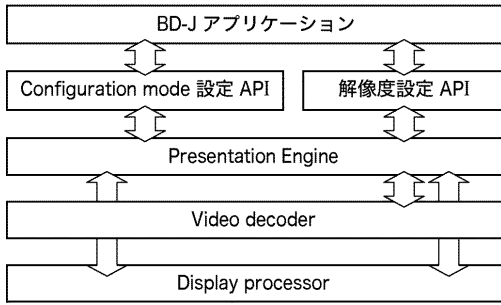 BD-J アプリケーション
Configuration mode 設定 API
解像度設定 API
Presentation Engine
Video decoder
Display processor